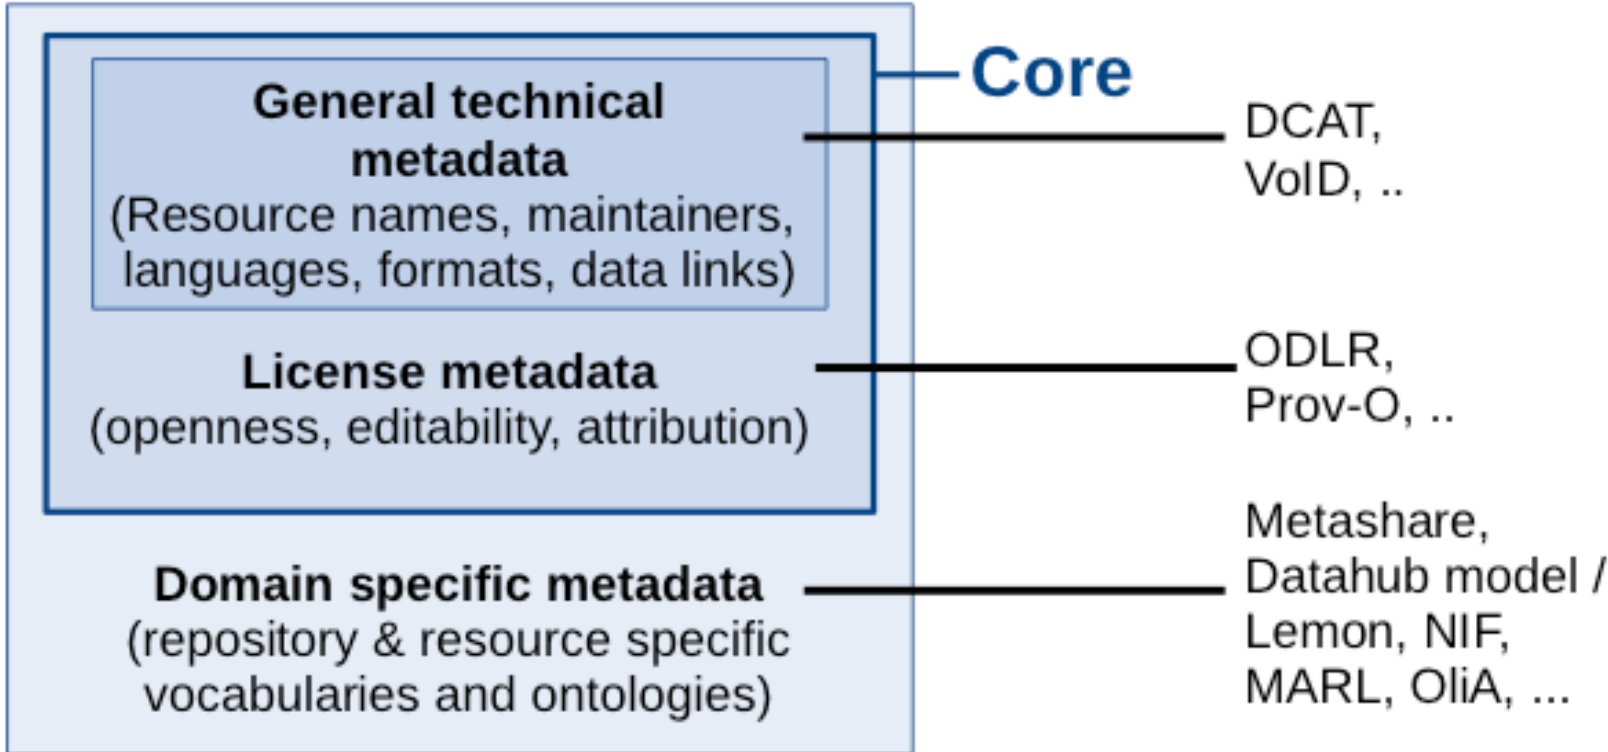 General technical
metadata
(Resource names, maintainers,
languages, formats, data links)
Core
DCAT,
VoID, ..
License metadata
(openness, editability, attribution)
ODLR,
Prov-O, ..
Domain specific metadata
(repository & resource specific
vocabularies and ontologies)
Metashare,
Datahub model /
Lemon, NIF,
MARL, OliA, ...